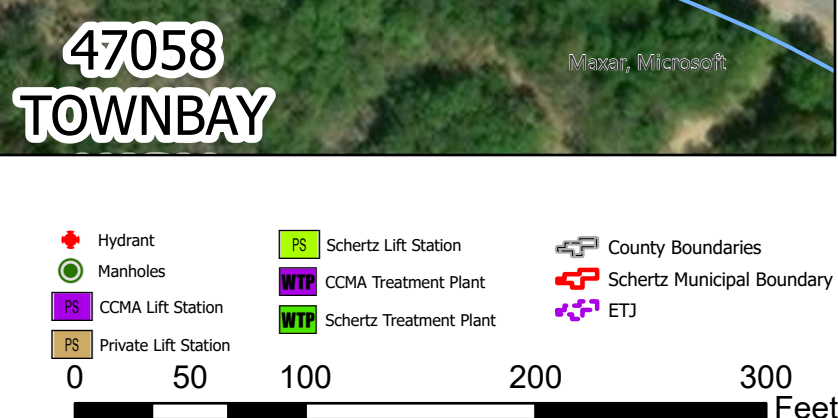 47058
TOWNBAY
Maxar, Microsoft
Hydrant
Manholes
PS CCMA Lift Station
PS Private Lift Station
PS Schertz Lift Station
WTP CCMA Treatment Plant
WTP Schertz Treatment Plant
County Boundaries
Schertz Municipal Boundary
ETJ
0 50 100 200 300
Feet